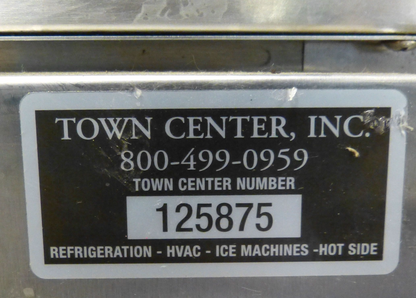 TOWN CENTER, INC.
800-499-0959
TOWN CENTER NUMBER
125875
REFRIGERATION - HVAC - ICE MACHINES -HOT SIDE